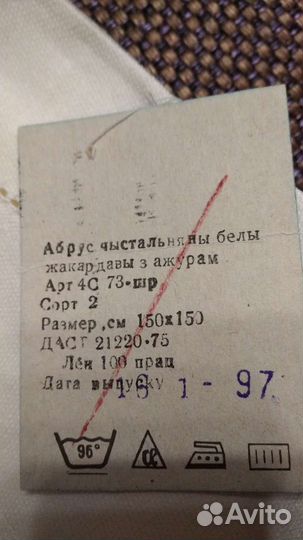 Абрус чыстальняны белы
жакардавы з ажурам
Арт 4С 73-шр
Сорт 2
Размер,см 150х150
ДАСТ 21220-75
Лён 100 прац
Дата выпуску 16 1 - 97
96°
Avito